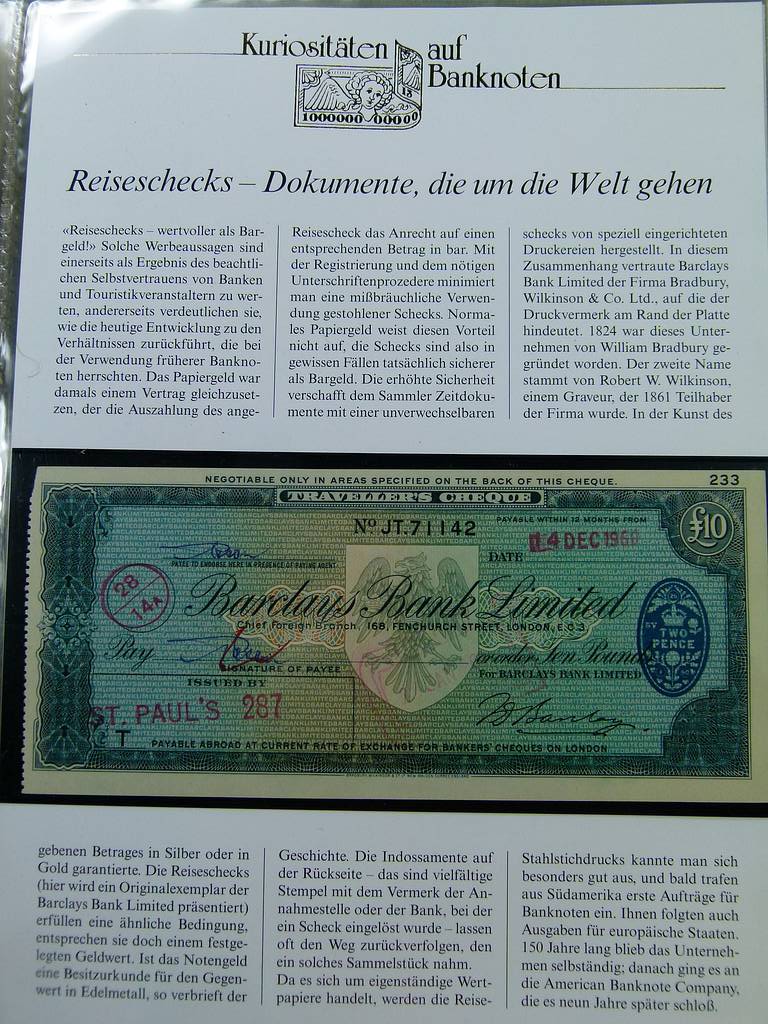 Kuriositäten auf
Banknoten
1000000 00000
Reiseschecks – Dokumente, die um die Welt gehen
«Reiseschecks – wertvoller als Bar-
geld!» Solche Werbeaussagen sind
einerseits als Ergebnis des beachtli-
chen Selbstvertrauens von Banken
und Touristikveranstaltern zu wer-
ten, andererseits verdeutlichen sie,
wie die heutige Entwicklung zu den
Verhältnissen zurückführt, die bei
der Verwendung früherer Bankno-
ten herrschten. Das Papiergeld war
damals einem Vertrag gleichzuset-
zen, der die Auszahlung des ange-
Reisescheck das Anrecht auf einen
entsprechenden Betrag in bar. Mit
der Registrierung und dem nötigen
Unterschriftenprozedere minimiert
man eine mißbräuchliche Verwen-
dung gestohlener Schecks. Norma-
les Papiergeld weist diesen Vorteil
nicht auf, die Schecks sind also in
gewissen Fällen tatsächlich sicherer
als Bargeld. Die erhöhte Sicherheit
verschafft dem Sammler Zeitdoku-
mente mit einer unverwechselbaren
schecks von speziell eingerichteten
Druckereien hergestellt. In diesem
Zusammenhang vertraute Barclays
Bank Limited der Firma Bradbury,
Wilkinson & Co. Ltd., auf die der
Druckvermerk am Rand der Platte
hindeutet. 1824 war dieses Unter-
nehmen von William Bradbury ge-
gründet worden. Der zweite Name
stammt von Robert W. Wilkinson,
einem Graveur, der 1861 Teilhaber
der Firma wurde. In der Kunst des
NEGOTIABLE ONLY IN AREAS SPECIFIED ON THE BACK OF THIS CHEQUE.
233
TRAVELLER'S CHEQUE
Nº JT.71142
PAYABLE WITHIN 12 MONTHS FROM
£10
DATE 14 DEC 196
PAYEE TO ENDORSE HERE IN PRESENCE OF PAYING AGENT
28
14A
Barclays Bank Limited
Chief Foreign Branch, 168, FENCHURCH STREET, LONDON, E.C.3.
TWO
PENCE
Pay
or order, Ten Pounds
SIGNATURE OF PAYEE
For BARCLAYS BANK LIMITED
ISSUED BY
ST. PAUL'S 287
T
PAYABLE ABROAD AT CURRENT RATE OF EXCHANGE FOR BANKERS' CHEQUES ON LONDON
gebenen Betrages in Silber oder in
Gold garantierte. Die Reiseschecks
(hier wird ein Originalexemplar der
Barclays Bank Limited präsentiert)
erfüllen eine ähnliche Bedingung,
entsprechen sie doch einem festge-
legten Geldwert. Ist das Notengeld
eine Besitzurkunde für den Gegen-
wert in Edelmetall, so verbrieft der
Geschichte. Die Indossamente auf
der Rückseite – das sind vielfältige
Stempel mit dem Vermerk der An-
nahmestelle oder der Bank, bei der
ein Scheck eingelöst wurde – lassen
oft den Weg zurückverfolgen, den
ein solches Sammelstück nahm.
Da es sich um eigenständige Wert-
papiere handelt, werden die Reise-
Stahlstichdrucks kannte man sich
besonders gut aus, und bald trafen
aus Südamerika erste Aufträge für
Banknoten ein. Ihnen folgten auch
Ausgaben für europäische Staaten.
150 Jahre lang blieb das Unterneh-
men selbständig; danach ging es an
die American Banknote Company,
die es neun Jahre später schloß.